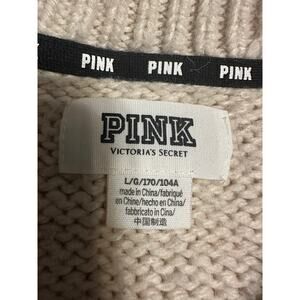 PINK PINK PINK
PINK
VICTORIA'S SECRET
L/G/170/104A
made in China/fabriqué
en Chine/hecho en China/
fabbricato in Cina/
中国制造